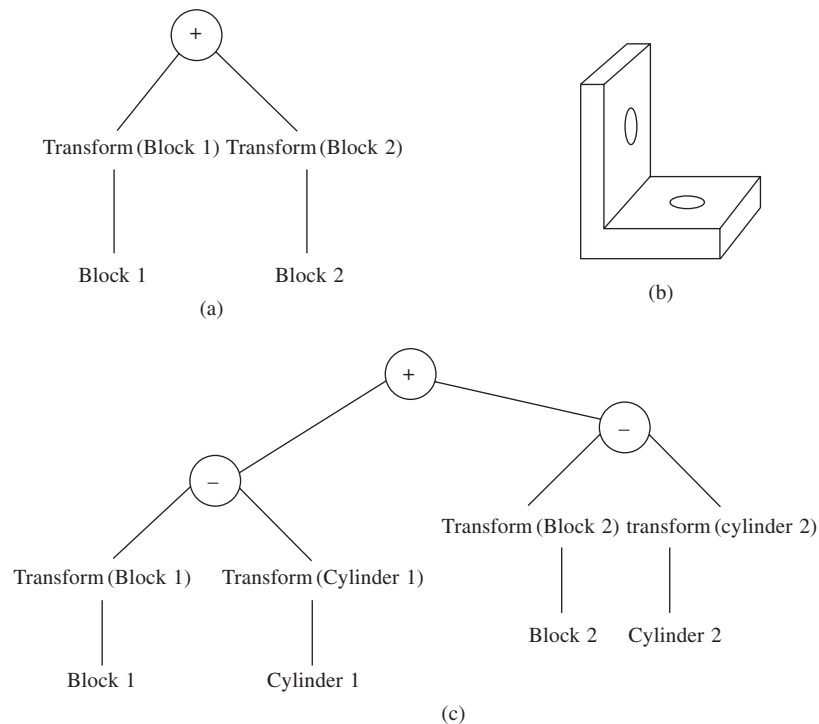 +
Transform (Block 1) Transform (Block 2)
Block 1 Block 2
(a)
(b)
+
–
–
Transform (Block 2) transform (cylinder 2)
Transform (Block 1) Transform (Cylinder 1)
Block 2 Cylinder 2
Block 1 Cylinder 1
(c)